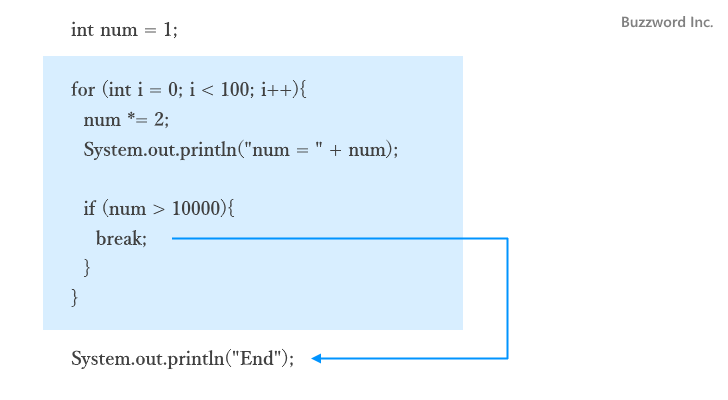 Buzzword Inc.
int num = 1;
for (int i = 0; i < 100; i++){
num *= 2;
System.out.println("num = " + num);
if (num > 10000){
break;
}
}
System.out.println("End");